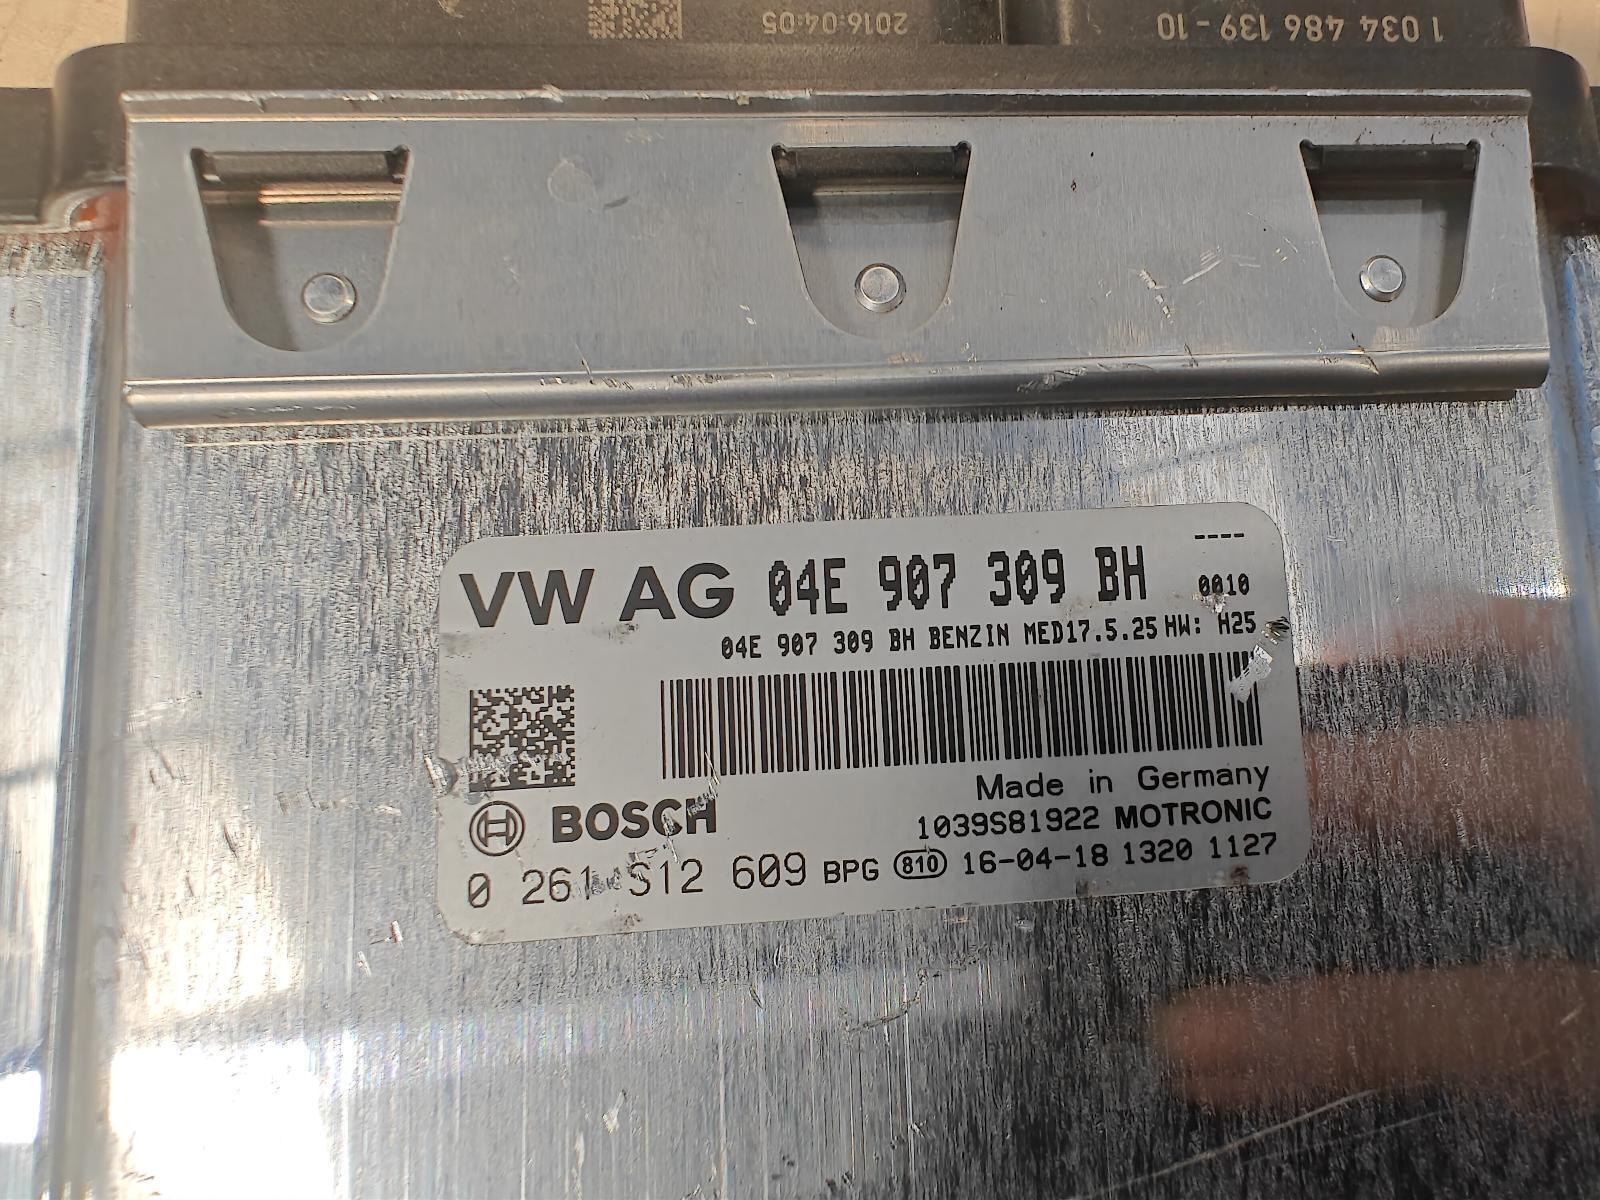 1 034 486 139-10
2016:04:05
----
VW AG 04E 907 309 BH 0010
04E 907 309 BH BENZIN MED17.5.25 HW: H25
Made in Germany
BOSCH 1039S81922 MOTRONIC
0 261 S12 609 BPG 810 16-04-18 1320 1127